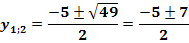 y₁;₂ = (−5 ± √49)/2 = (−5 ± 7)/2